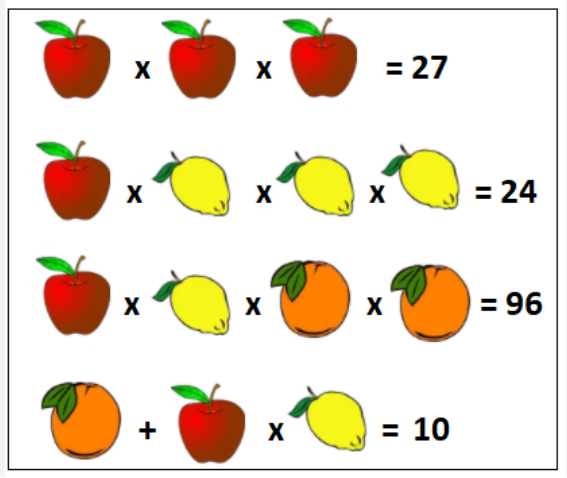 x x = 27
x x x = 24
x x x = 96
+ x = 10